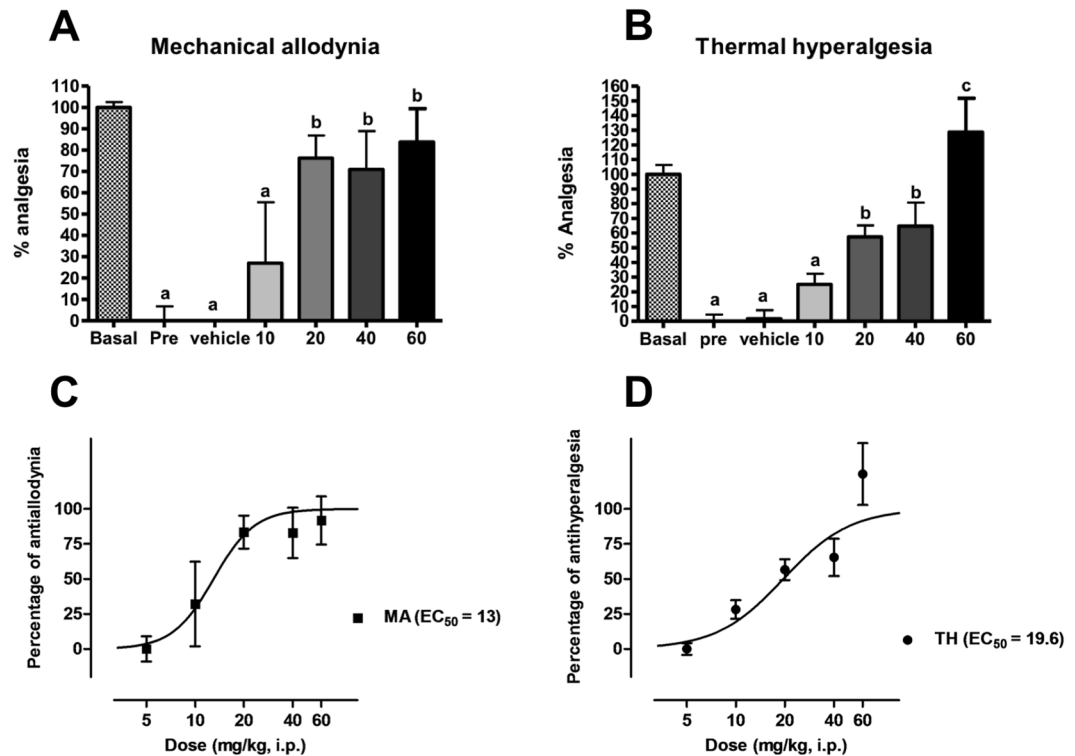 A
Mechanical allodynia
% analgesia
110
100
90
80
70
60
50
40
30
20
10
0
a
a
a
b
b
b
Basal Pre vehicle 10 20 40 60
B
Thermal hyperalgesia
% Analgesia
160
150
140
130
120
110
100
90
80
70
60
50
40
30
20
10
0
a
a
a
b
b
c
Basal pre vehicle 10 20 40 60
C
Percentage of antiallodynia
100
75
50
25
0
MA (EC50 = 13)
5 10 20 40 60
Dose (mg/kg, i.p.)
D
Percentage of antihyperalgesia
100
75
50
25
0
TH (EC50 = 19.6)
5 10 20 40 60
Dose (mg/kg, i.p.)